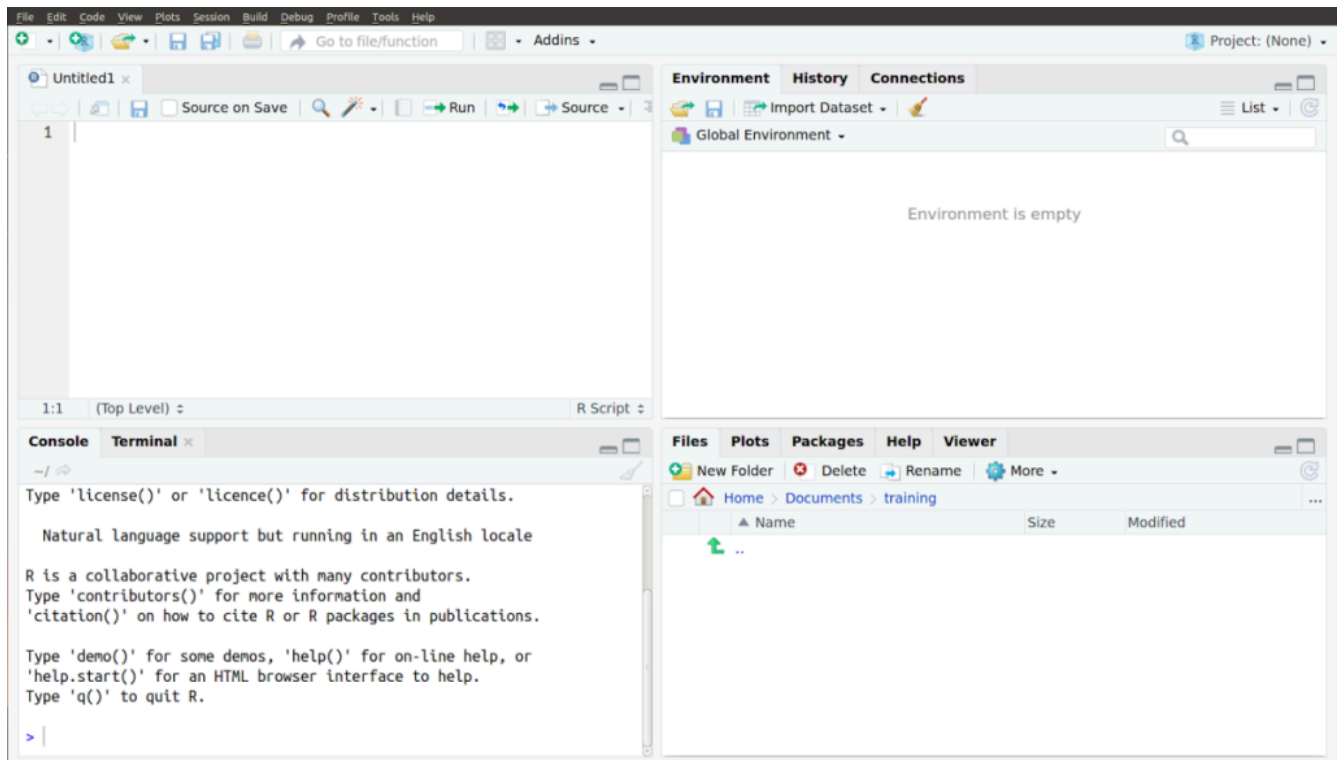 File Edit Code View Plots Session Build Debug Profile Tools Help
Go to file/function Addins Project: (None)
Untitled1
Source on Save Run Source
1
1:1 (Top Level) R Script
Environment History Connections
Import Dataset List
Global Environment
Environment is empty
Console Terminal
~/
Type 'license()' or 'licence()' for distribution details.
Natural language support but running in an English locale
R is a collaborative project with many contributors.
Type 'contributors()' for more information and
'citation()' on how to cite R or R packages in publications.
Type 'demo()' for some demos, 'help()' for on-line help, or
'help.start()' for an HTML browser interface to help.
Type 'q()' to quit R.
>
Files Plots Packages Help Viewer
New Folder Delete Rename More
Home > Documents > training ...
Name Size Modified
..